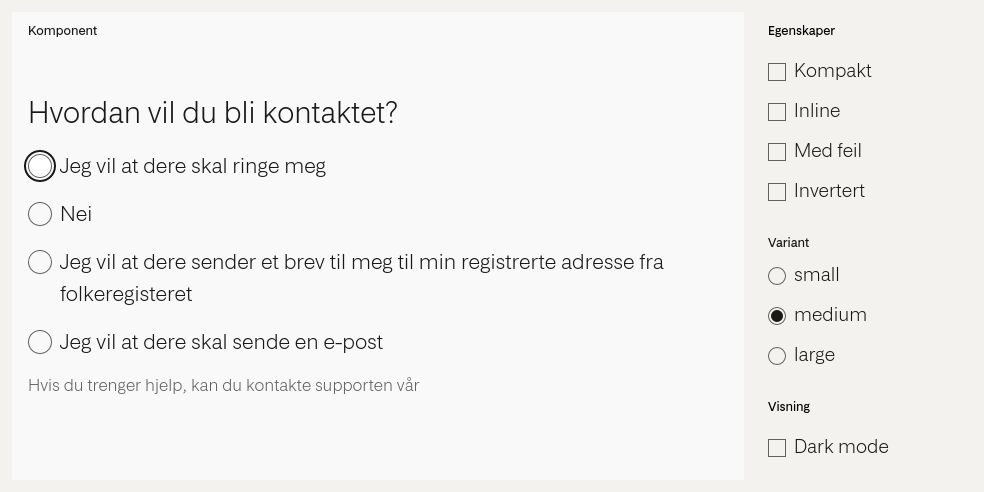 Komponent
Hvordan vil du bli kontaktet?
Jeg vil at dere skal ringe meg
Nei
Jeg vil at dere sender et brev til meg til min registrerte adresse fra
folkeregisteret
Jeg vil at dere skal sende en e-post
Hvis du trenger hjelp, kan du kontakte supporten vår
Egenskaper
Kompakt
Inline
Med feil
Invertert
Variant
small
medium
large
Visning
Dark mode